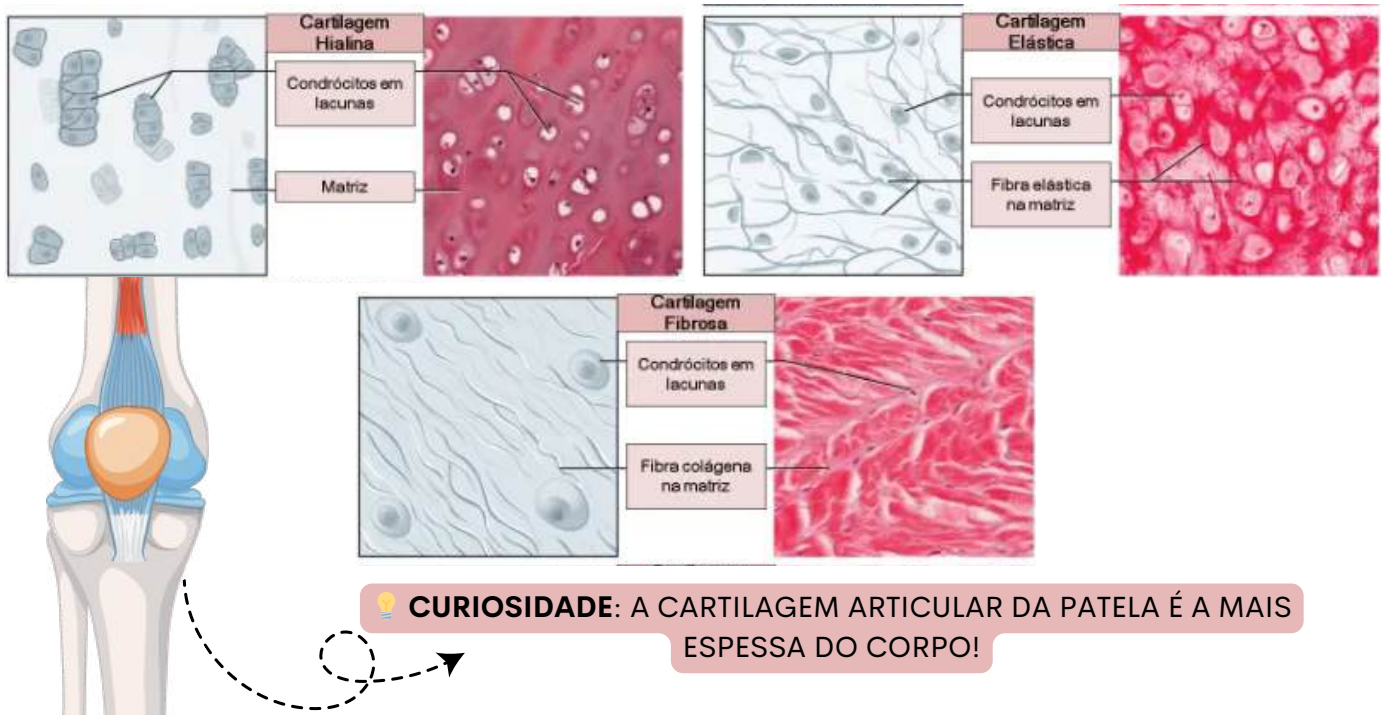 Cartilagem
Hialina
Condrócitos em
lacunas
Matriz
Cartilagem
Elástica
Condrócitos em
lacunas
Fibra elástica
na matriz
Cartilagem
Fibrosa
Condrócitos em
lacunas
Fibra colágena
na matriz
💡 CURIOSIDADE: A CARTILAGEM ARTICULAR DA PATELA É A MAIS
ESPESSA DO CORPO!